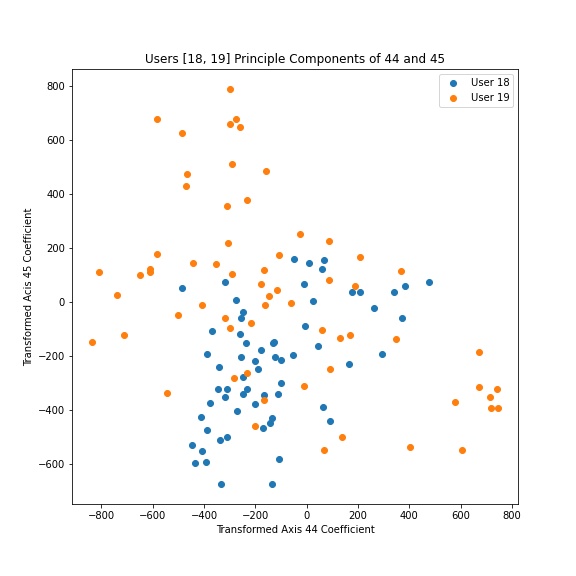 Users [18, 19] Principle Components of 44 and 45
User 18
User 19
Transformed Acis 45 Coefficient
800
600
400
200
0
−200
−400
−600
−800 −600 −400 −200 0 200 400 600 800
Transformed Axis 44 Coefficient